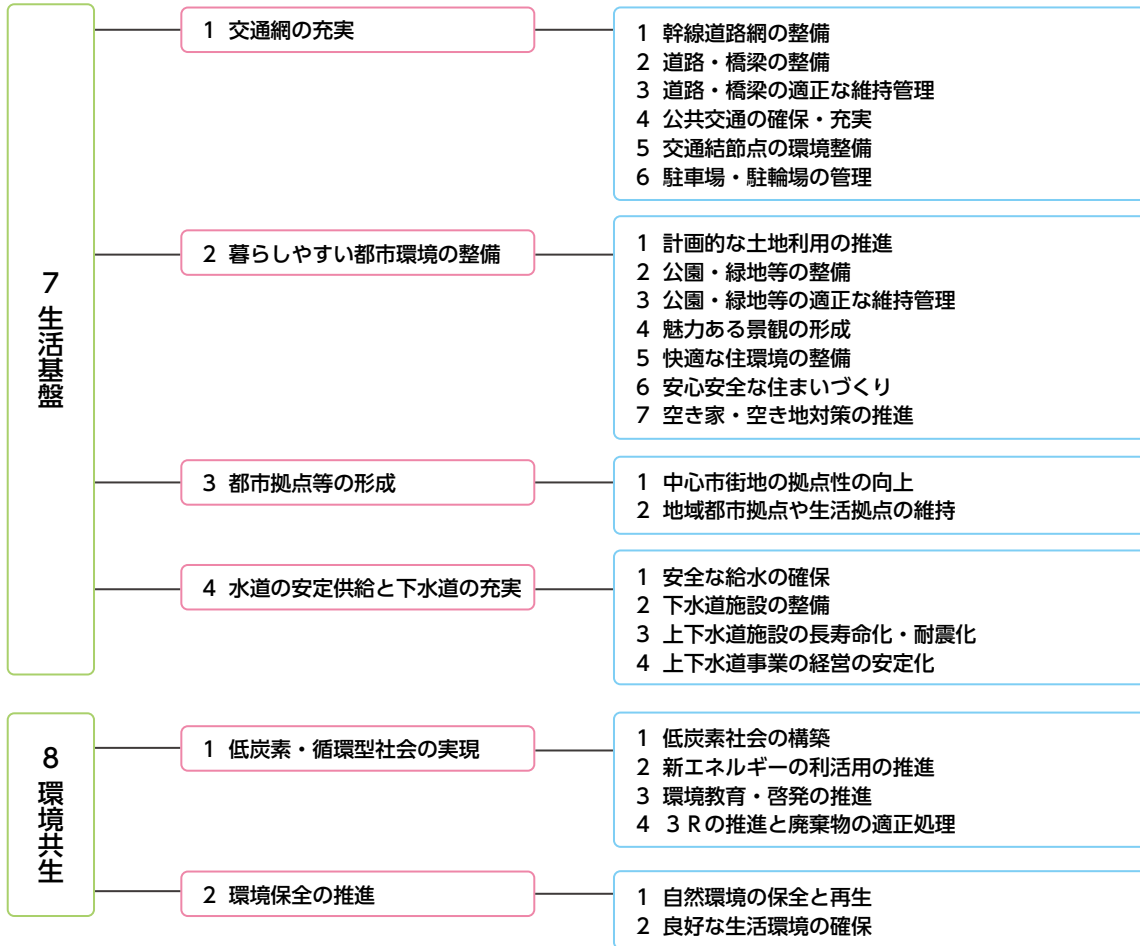 7 生活基盤
1 交通網の充実
1 幹線道路網の整備
2 道路・橋梁の整備
3 道路・橋梁の適正な維持管理
4 公共交通の確保・充実
5 交通結節点の環境整備
6 駐車場・駐輪場の管理
2 暮らしやすい都市環境の整備
1 計画的な土地利用の推進
2 公園・緑地等の整備
3 公園・緑地等の適正な維持管理
4 魅力ある景観の形成
5 快適な住環境の整備
6 安心安全な住まいづくり
7 空き家・空き地対策の推進
3 都市拠点等の形成
1 中心市街地の拠点性の向上
2 地域都市拠点や生活拠点の維持
4 水道の安定供給と下水道の充実
1 安全な給水の確保
2 下水道施設の整備
3 上下水道施設の長寿命化・耐震化
4 上下水道事業の経営の安定化
8 環境共生
1 低炭素・循環型社会の実現
1 低炭素社会の構築
2 新エネルギーの利活用の推進
3 環境教育・啓発の推進
4 ３Ｒの推進と廃棄物の適正処理
2 環境保全の推進
1 自然環境の保全と再生
2 良好な生活環境の確保